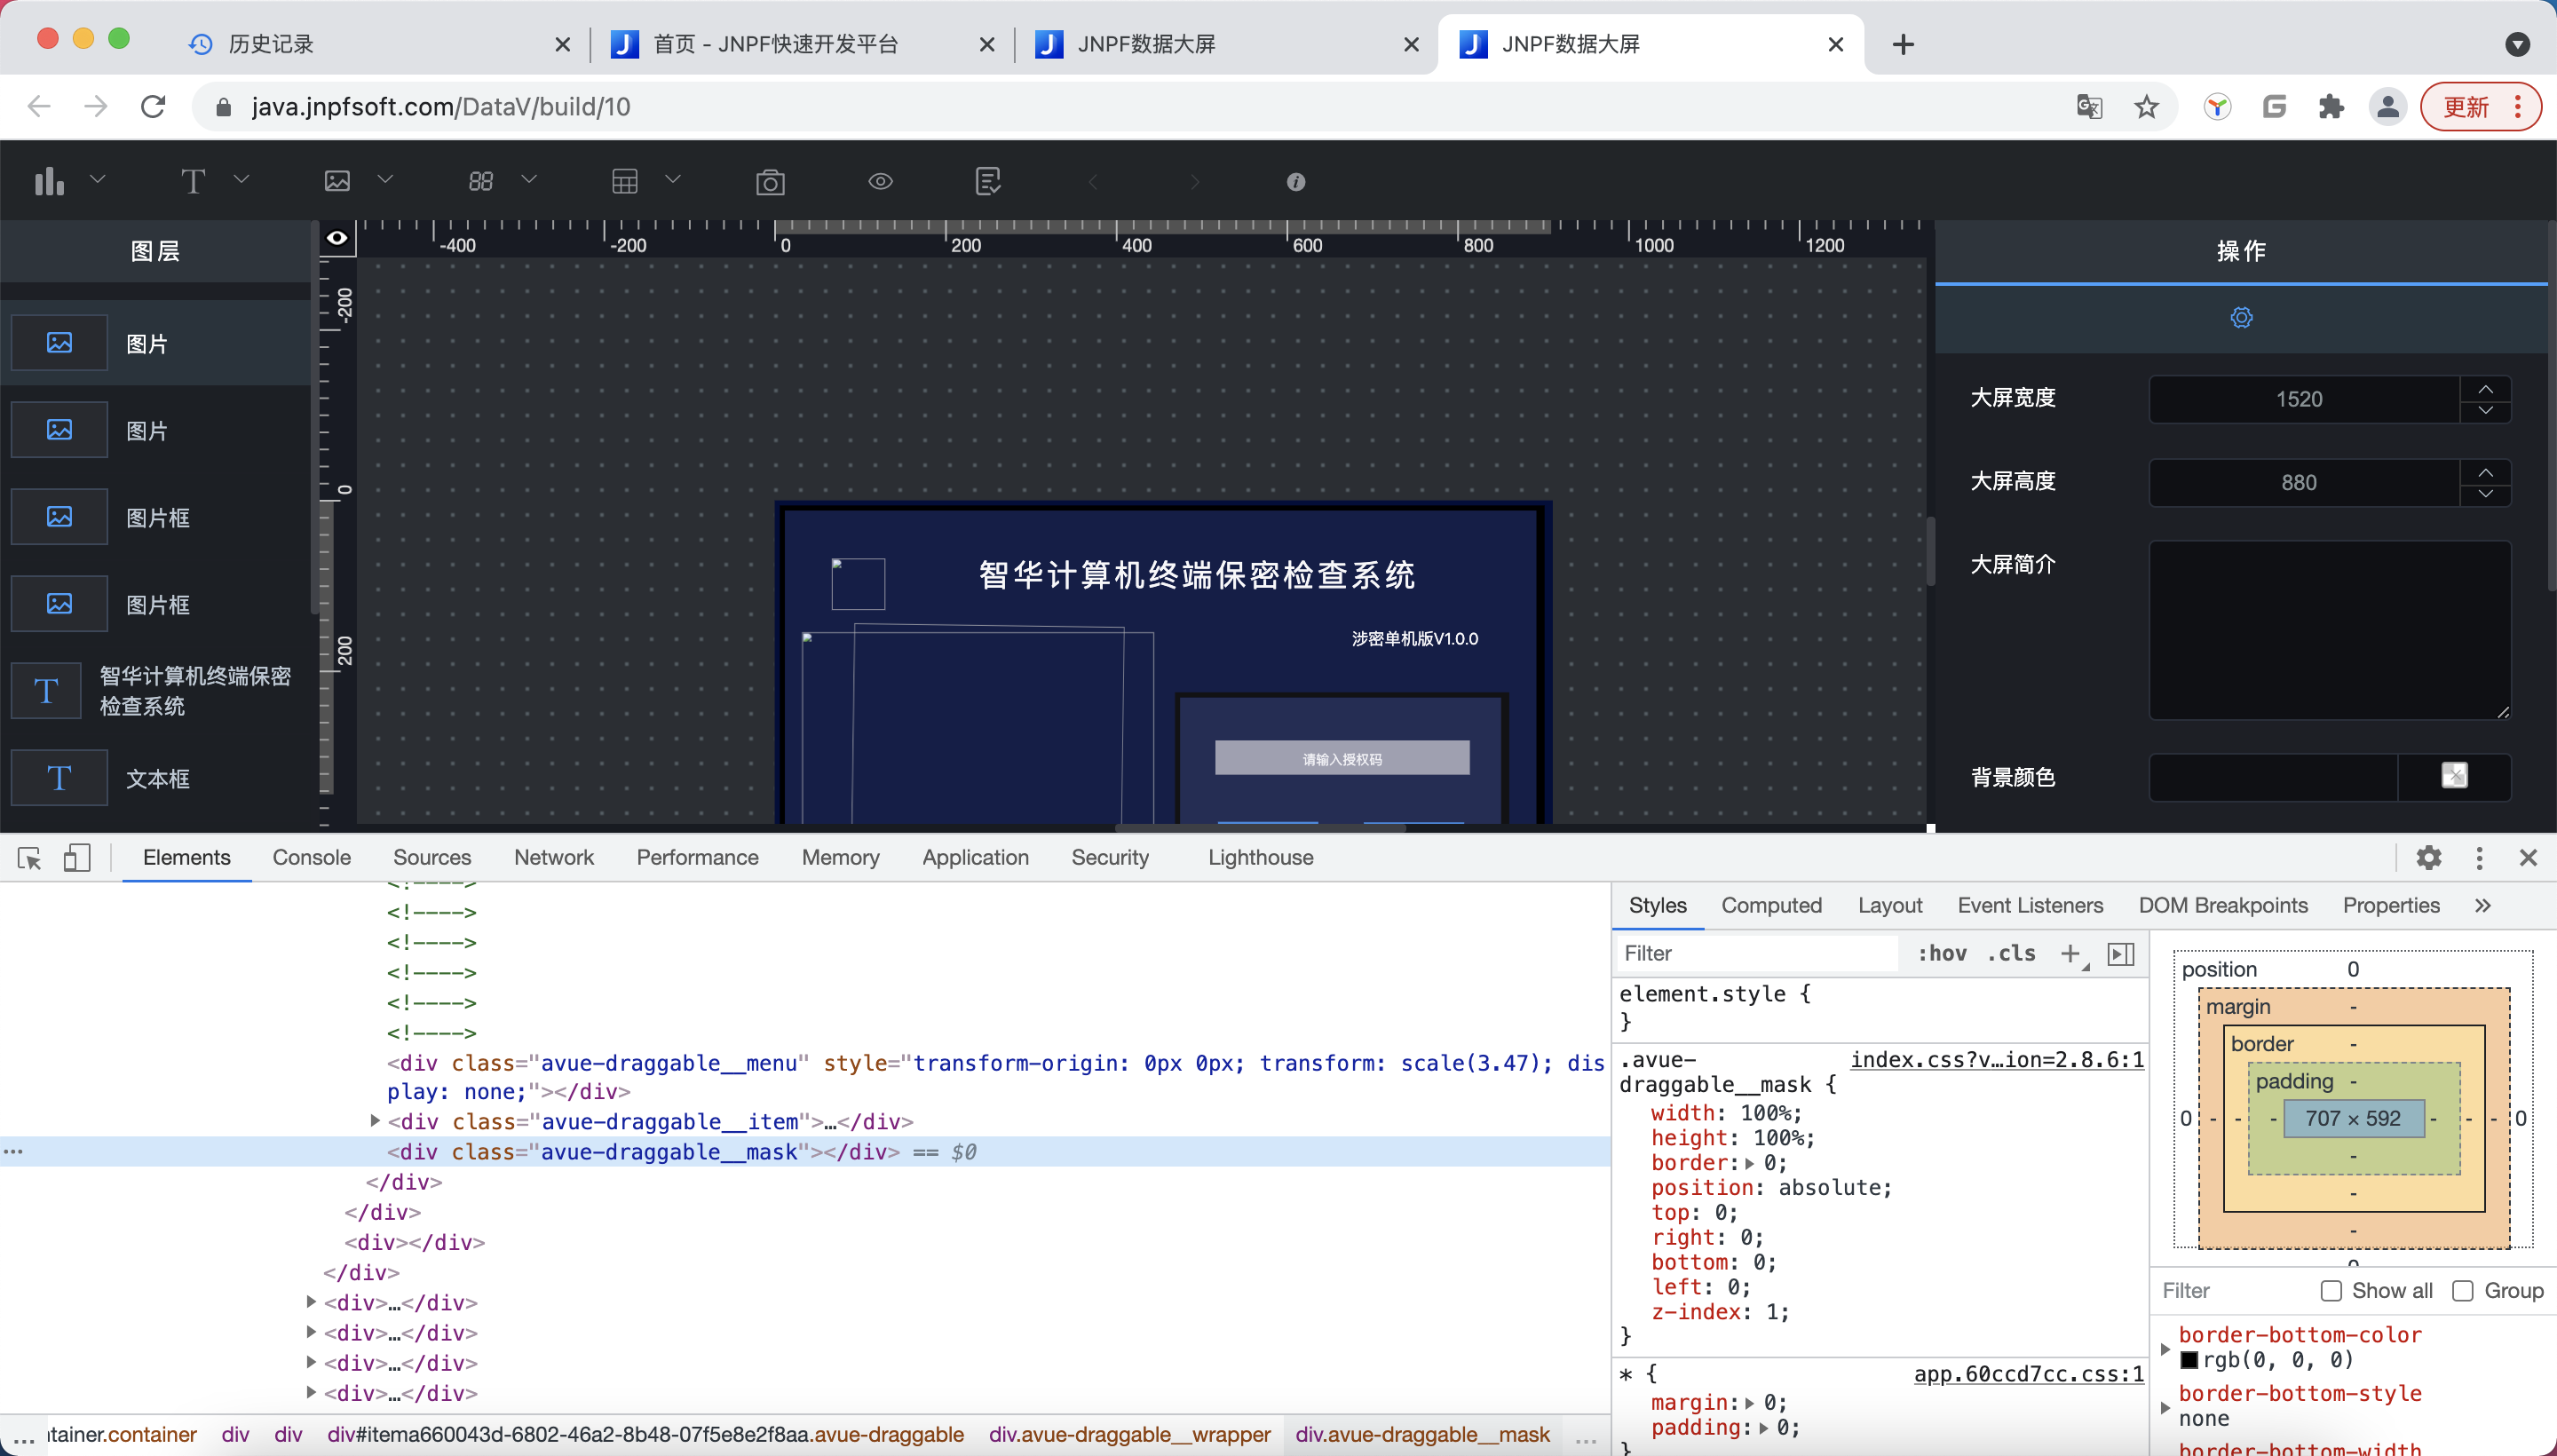 历史记录
首页 - JNPF快速开发平台
JNPF数据大屏
JNPF数据大屏
java.jnpfsoft.com/DataV/build/10
更新
图层
-400 -200 0 200 400 600 800 1000 1200
操作
-200
0
200
图片
图片
图片框
图片框
智华计算机终端保密
检查系统
文本框
智华计算机终端保密检查系统
涉密单机版V1.0.0
请输入授权码
大屏宽度 1520
大屏高度 880
大屏简介
背景颜色
Elements Console Sources Network Performance Memory Application Security Lighthouse
<!---->
<!---->
<!---->
<!---->
<!---->
<!---->
<div class="avue-draggable__menu" style="transform-origin: 0px 0px; transform: scale(3.47); dis
play: none;"></div>
<div class="avue-draggable__item">…</div>
<div class="avue-draggable__mask"></div> == $0
</div>
</div>
<div></div>
</div>
<div>…</div>
<div>…</div>
<div>…</div>
<div>…</div>
... ntainer.container div div div#itema660043d-6802-46a2-8b48-07f5e8e2f8aa.avue-draggable div.avue-draggable__wrapper div.avue-draggable__mask ...
Styles Computed Layout Event Listeners DOM Breakpoints Properties »
Filter :hov .cls +
element.style {
}
.avue- index.css?v…ion=2.8.6:1
draggable__mask {
width: 100%;
height: 100%;
border: 0;
position: absolute;
top: 0;
right: 0;
bottom: 0;
left: 0;
z-index: 1;
}
* { app.60ccd7cc.css:1
margin: 0;
padding: 0;
}
position 0
margin -
border -
padding -
0 - - - 707 × 592 - - - 0
-
-
-
0
Filter Show all Group
border-bottom-color
rgb(0, 0, 0)
border-bottom-style
none
border-bottom-width